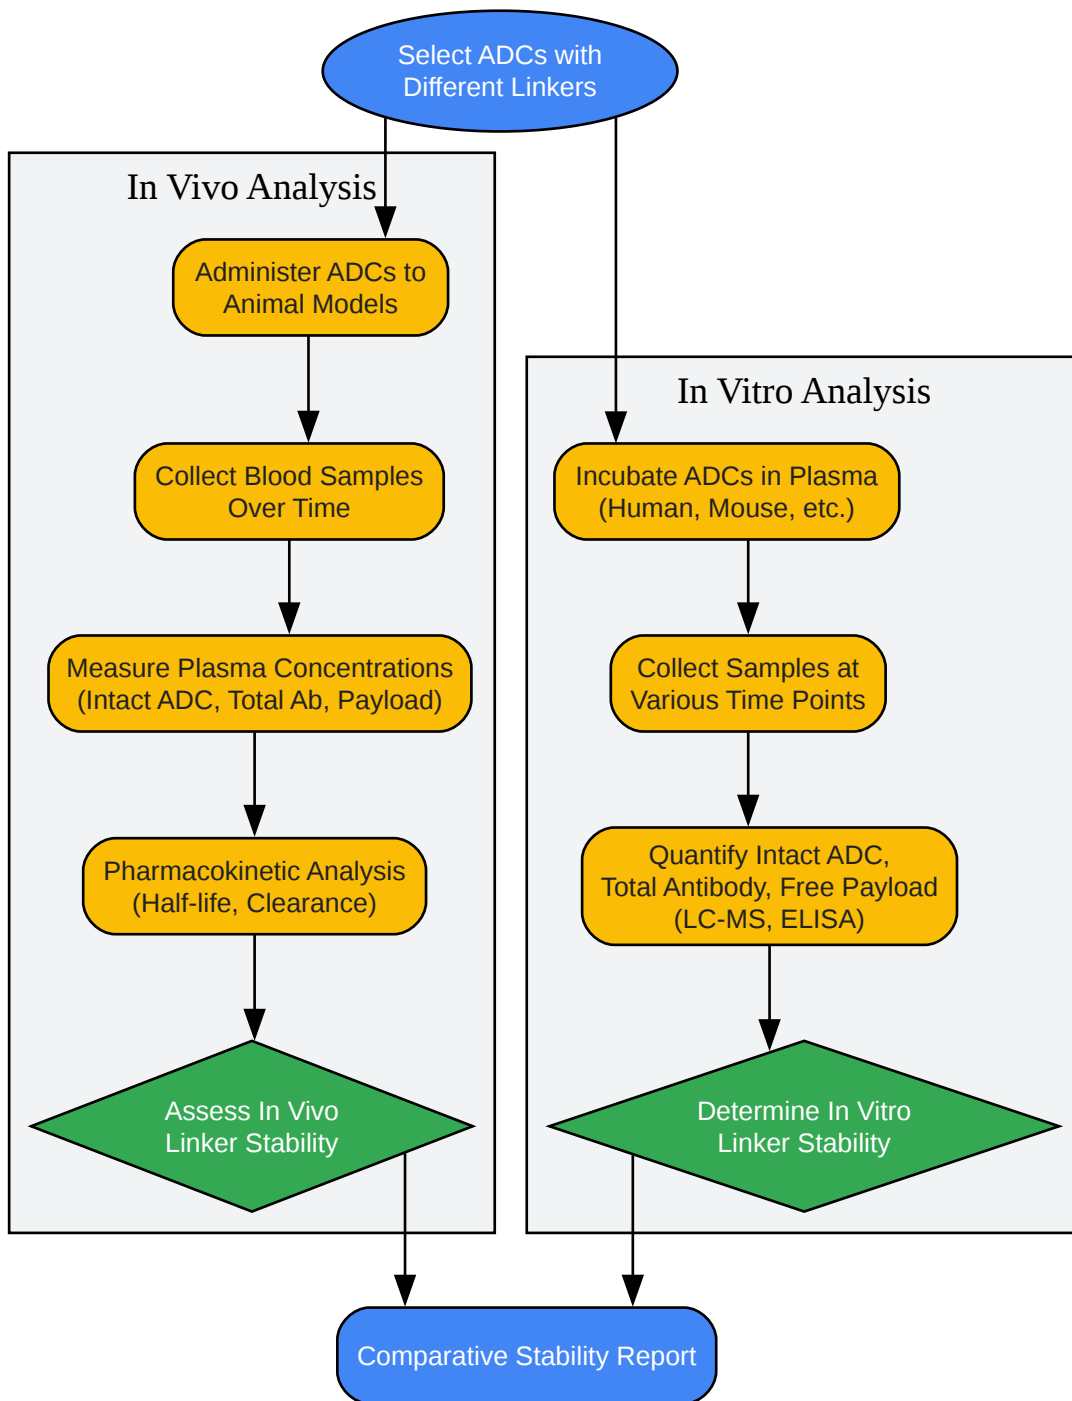 Select ADCs with
Different Linkers
In Vivo Analysis
Administer ADCs to
Animal Models
Collect Blood Samples
Over Time
Measure Plasma Concentrations
(Intact ADC, Total Ab, Payload)
Pharmacokinetic Analysis
(Half-life, Clearance)
Assess In Vivo
Linker Stability
In Vitro Analysis
Incubate ADCs in Plasma
(Human, Mouse, etc.)
Collect Samples at
Various Time Points
Quantify Intact ADC,
Total Antibody, Free Payload
(LC-MS, ELISA)
Determine In Vitro
Linker Stability
Comparative Stability Report